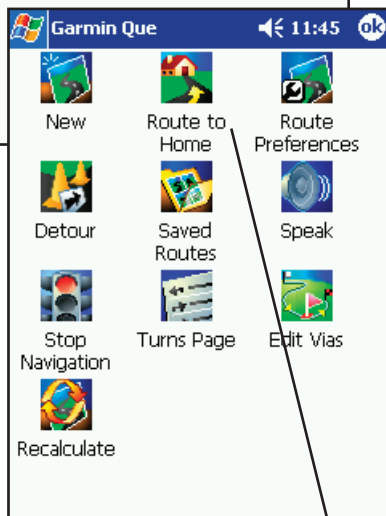 Garmin Que 11:45 ok
New Route to Home Route Preferences
Detour Saved Routes Speak
Stop Navigation Turns Page Edit Vias
Recalculate